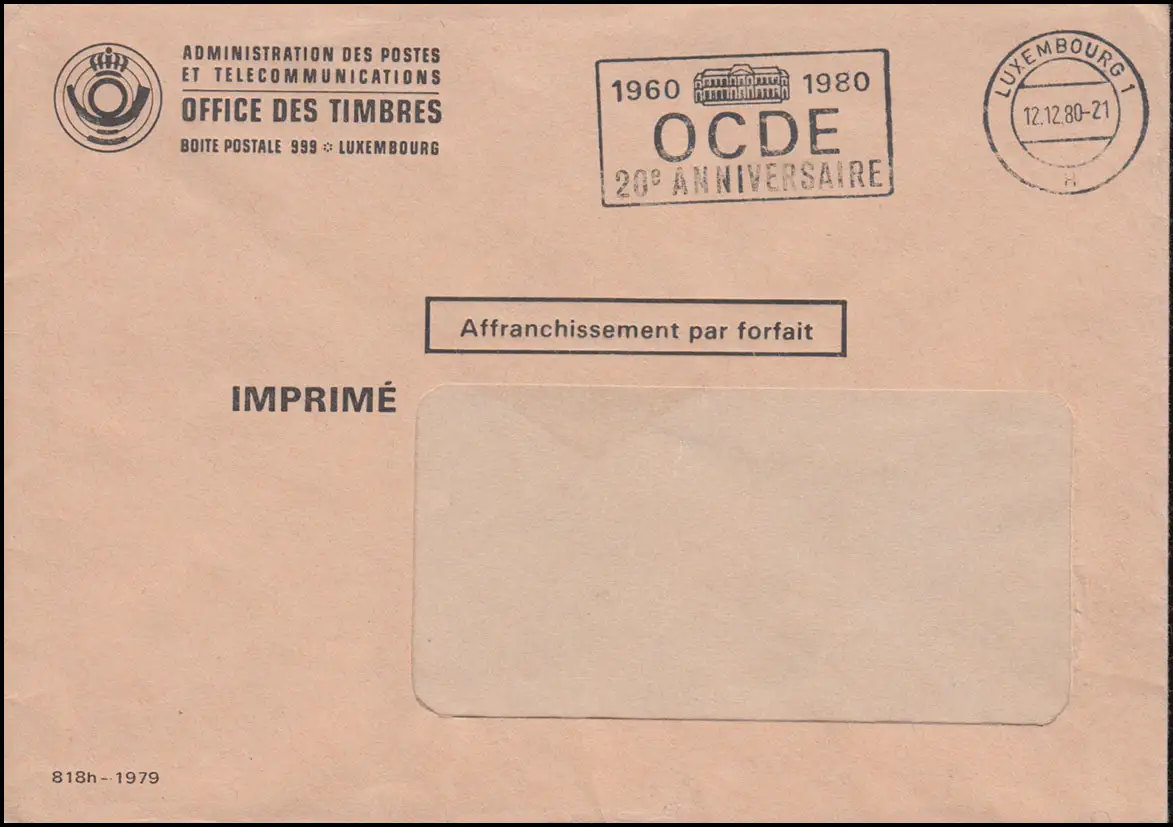 ADMINISTRATION DES POSTES
ET TELECOMMUNICATIONS
OFFICE DES TIMBRES
BOITE POSTALE 999 ⁘ LUXEMBOURG
1960 1980
OCDE
20e ANNIVERSAIRE
LUXEMBOURG 1
12.12.80-21
H
Affranchissement par forfait
IMPRIMÉ
818h-1979